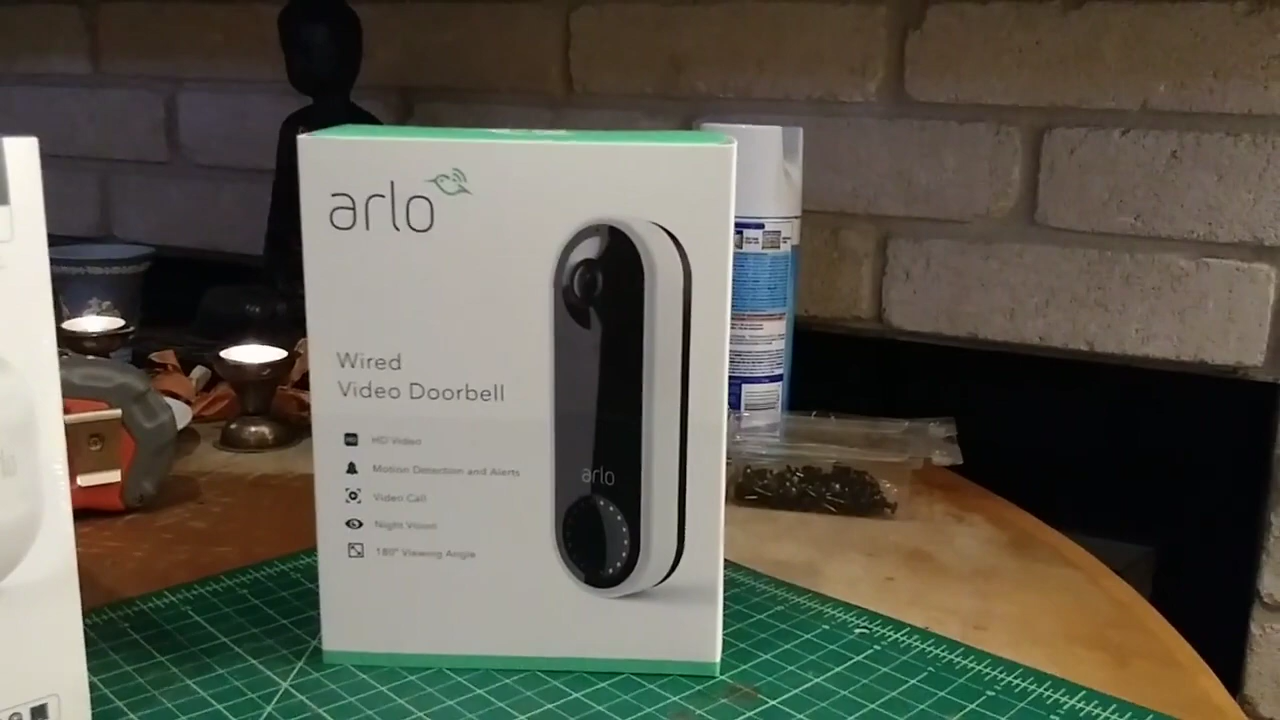 arlo
Wired
Video Doorbell
HD Video
Motion Detection and Alerts
Video Call
Night Vision
180° Viewing Angle
arlo